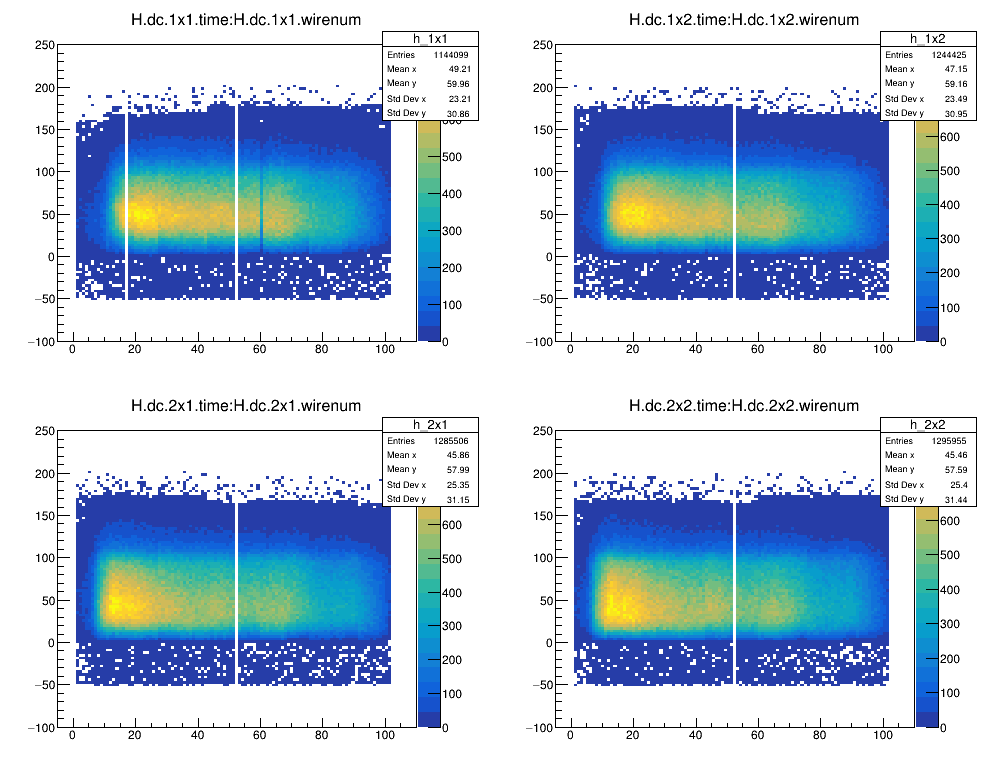 H.dc.1x1.time:H.dc.1x1.wirenum
h_1x1
Entries 1144099
Mean x 49.21
Mean y 59.96
Std Dev x 23.21
Std Dev y 30.86
250
200
150
100
50
0
−50
−100
0 20 40 60 80 100
600
500
400
300
200
100
0
H.dc.1x2.time:H.dc.1x2.wirenum
h_1x2
Entries 1244425
Mean x 47.15
Mean y 59.16
Std Dev x 23.49
Std Dev y 30.95
250
200
150
100
50
0
−50
−100
0 20 40 60 80 100
600
500
400
300
200
100
0
H.dc.2x1.time:H.dc.2x1.wirenum
h_2x1
Entries 1285506
Mean x 45.86
Mean y 57.99
Std Dev x 25.35
Std Dev y 31.15
250
200
150
100
50
0
−50
−100
0 20 40 60 80 100
600
500
400
300
200
100
0
H.dc.2x2.time:H.dc.2x2.wirenum
h_2x2
Entries 1295955
Mean x 45.46
Mean y 57.59
Std Dev x 25.4
Std Dev y 31.44
250
200
150
100
50
0
−50
−100
0 20 40 60 80 100
600
500
400
300
200
100
0